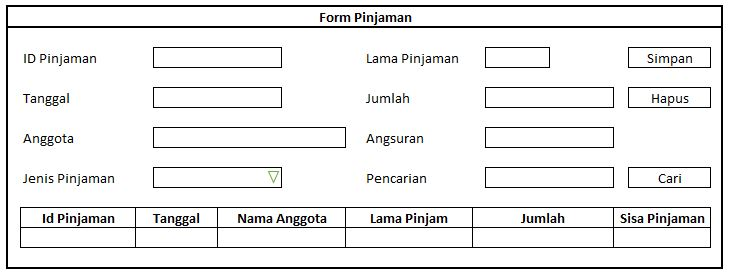 Form Pinjaman
ID Pinjaman Lama Pinjaman Simpan
Tanggal Jumlah Hapus
Anggota Angsuran
Jenis Pinjaman Pencarian Cari
Id Pinjaman Tanggal Nama Anggota Lama Pinjam Jumlah Sisa Pinjaman